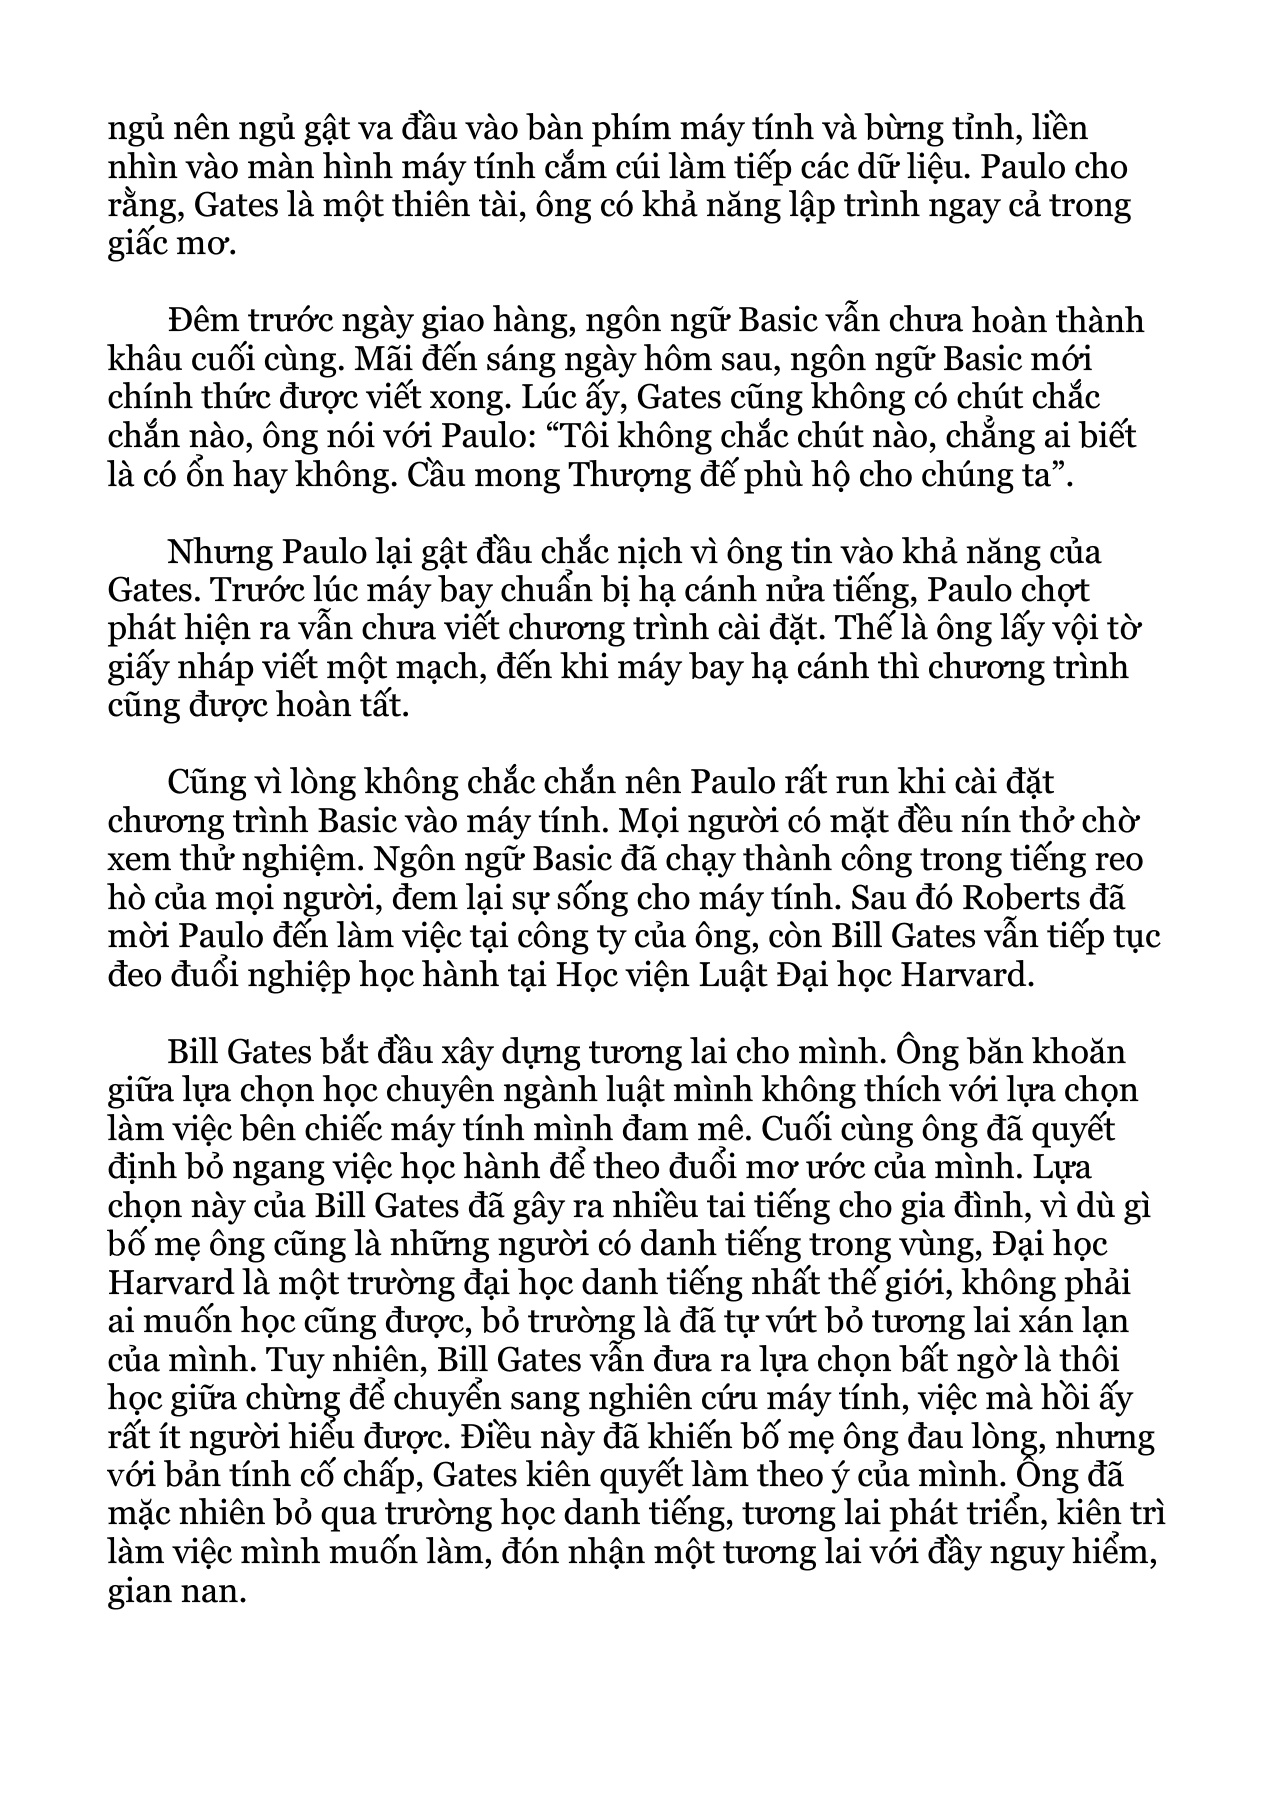 ngủ nên ngủ gật va đầu vào bàn phím máy tính và bừng tỉnh, liền
nhìn vào màn hình máy tính cắm cúi làm tiếp các dữ liệu. Paulo cho
rằng, Gates là một thiên tài, ông có khả năng lập trình ngay cả trong
giấc mơ.
Đêm trước ngày giao hàng, ngôn ngữ Basic vẫn chưa hoàn thành
khâu cuối cùng. Mãi đến sáng ngày hôm sau, ngôn ngữ Basic mới
chính thức được viết xong. Lúc ấy, Gates cũng không có chút chắc
chắn nào, ông nói với Paulo: “Tôi không chắc chút nào, chẳng ai biết
là có ổn hay không. Cầu mong Thượng đế phù hộ cho chúng ta”.
Nhưng Paulo lại gật đầu chắc nịch vì ông tin vào khả năng của
Gates. Trước lúc máy bay chuẩn bị hạ cánh nửa tiếng, Paulo chợt
phát hiện ra vẫn chưa viết chương trình cài đặt. Thế là ông lấy vội tờ
giấy nháp viết một mạch, đến khi máy bay hạ cánh thì chương trình
cũng được hoàn tất.
Cũng vì lòng không chắc chắn nên Paulo rất run khi cài đặt
chương trình Basic vào máy tính. Mọi người có mặt đều nín thở chờ
xem thử nghiệm. Ngôn ngữ Basic đã chạy thành công trong tiếng reo
hò của mọi người, đem lại sự sống cho máy tính. Sau đó Roberts đã
mời Paulo đến làm việc tại công ty của ông, còn Bill Gates vẫn tiếp tục
đeo đuổi nghiệp học hành tại Học viện Luật Đại học Harvard.
Bill Gates bắt đầu xây dựng tương lai cho mình. Ông băn khoăn
giữa lựa chọn học chuyên ngành luật mình không thích với lựa chọn
làm việc bên chiếc máy tính mình đam mê. Cuối cùng ông đã quyết
định bỏ ngang việc học hành để theo đuổi mơ ước của mình. Lựa
chọn này của Bill Gates đã gây ra nhiều tai tiếng cho gia đình, vì dù gì
bố mẹ ông cũng là những người có danh tiếng trong vùng, Đại học
Harvard là một trường đại học danh tiếng nhất thế giới, không phải
ai muốn học cũng được, bỏ trường là đã tự vứt bỏ tương lai xán lạn
của mình. Tuy nhiên, Bill Gates vẫn đưa ra lựa chọn bất ngờ là thôi
học giữa chừng để chuyển sang nghiên cứu máy tính, việc mà hồi ấy
rất ít người hiểu được. Điều này đã khiến bố mẹ ông đau lòng, nhưng
với bản tính cố chấp, Gates kiên quyết làm theo ý của mình. Ông đã
mặc nhiên bỏ qua trường học danh tiếng, tương lai phát triển, kiên trì
làm việc mình muốn làm, đón nhận một tương lai với đầy nguy hiểm,
gian nan.